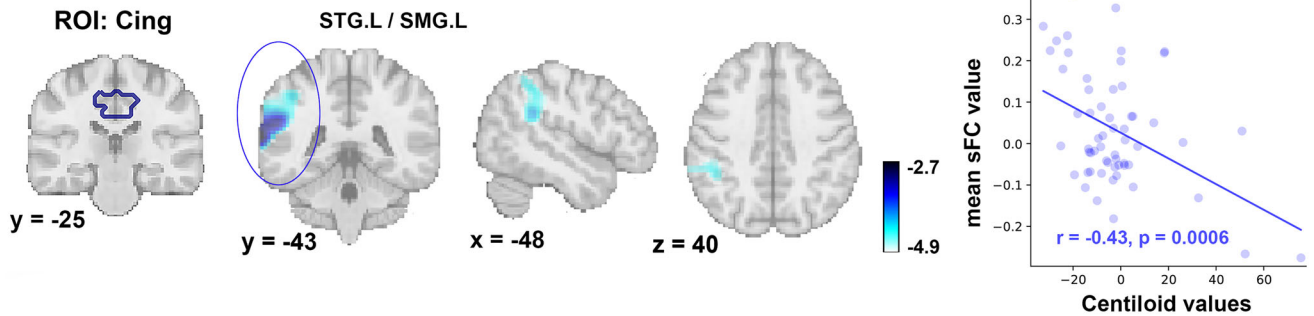 ROI: Cing
STG.L / SMG.L
y = -25
y = -43
x = -48
z = 40
-2.7
-4.9
mean sFC value
0.3
0.2
0.1
0.0
−0.1
−0.2
r = -0.43, p = 0.0006
−20 0 20 40 60
Centiloid values